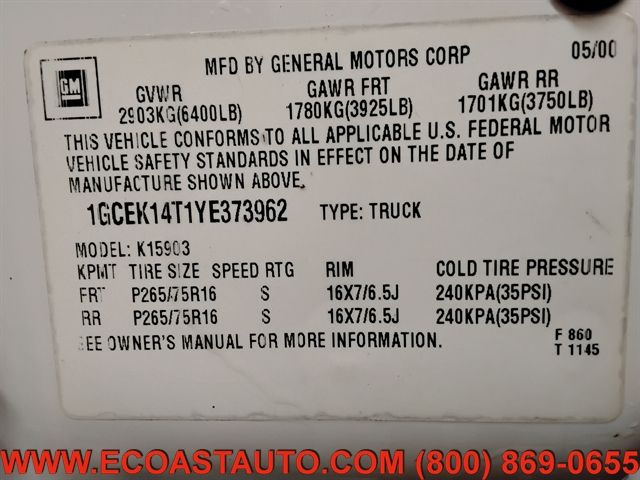 MFD BY GENERAL MOTORS CORP 05/00
GM
GVWR GAWR FRT GAWR RR
2903KG(6400LB) 1780KG(3925LB) 1701KG(3750LB)
THIS VEHICLE CONFORMS TO ALL APPLICABLE U.S. FEDERAL MOTOR
VEHICLE SAFETY STANDARDS IN EFFECT ON THE DATE OF
MANUFACTURE SHOWN ABOVE.
1GCEK14T1YE373962 TYPE: TRUCK
MODEL: K15903
KPMT TIRE SIZE SPEED RTG RIM COLD TIRE PRESSURE
FRT P265/75R16 S 16X7/6.5J 240KPA(35PSI)
RR P265/75R16 S 16X7/6.5J 240KPA(35PSI)
SEE OWNER'S MANUAL FOR MORE INFORMATION.
F 860
T 1145
WWW.ECOASTAUTO.COM (800) 869-0655